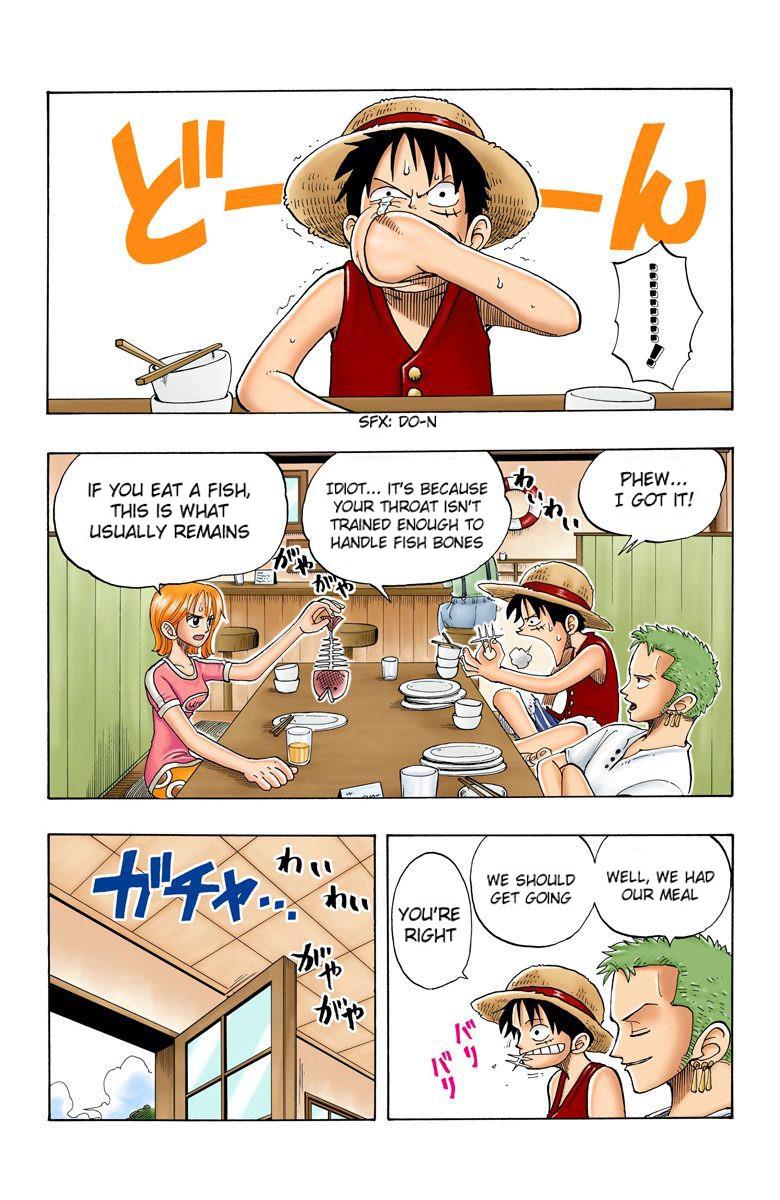 どーーん
........!
SFX: DO-N
PHEW...
I GOT IT!
わいわい
IDIOT... IT'S BECAUSE
YOUR THROAT ISN'T
TRAINED ENOUGH TO
HANDLE FISH BONES
IF YOU EAT A FISH,
THIS IS WHAT
USUALLY REMAINS
がやがや
WELL, WE HAD
OUR MEAL
WE SHOULD
GET GOING
YOU'RE
RIGHT
バリ
バリ
わいわい
ガチャ...
がやがや